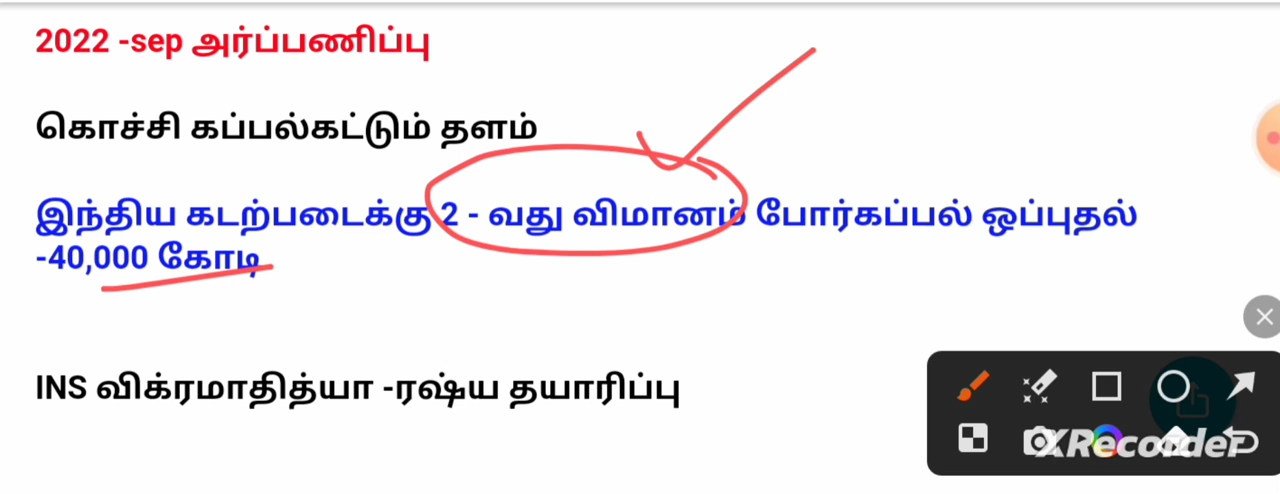 2022 -sep அர்ப்பணிப்பு
கொச்சி கப்பல்கட்டும் தளம்
இந்திய கடற்படைக்கு 2 - வது விமானம் போர்கப்பல் ஒப்புதல்
-40,000 கோடி
INS விக்ரமாதித்யா -ரஷ்ய தயாரிப்பு
XRecorder